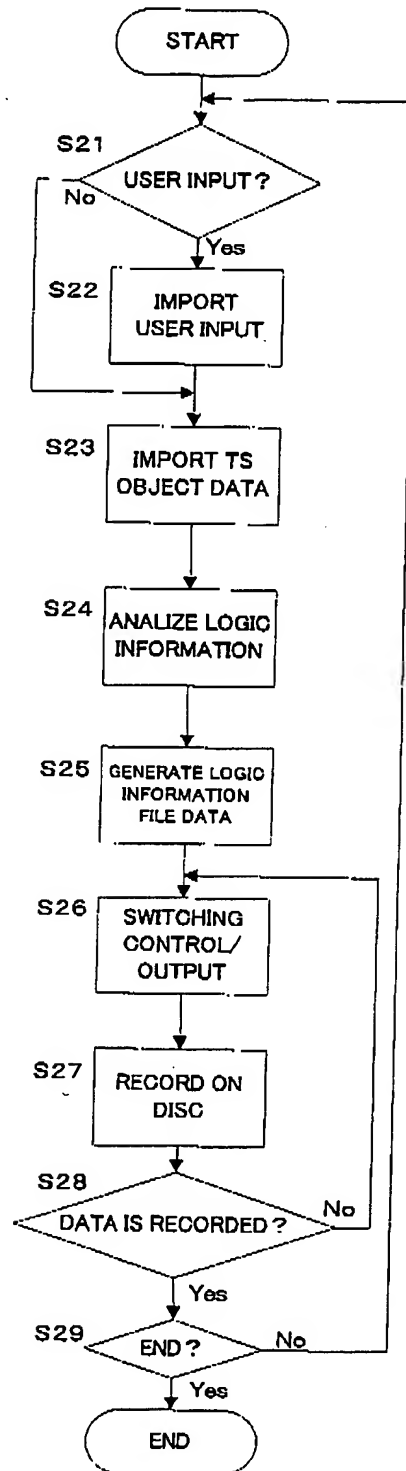 START
S21
USER INPUT?
No
Yes
S22
IMPORT
USER INPUT
S23
IMPORT TS
OBJECT DATA
S24
ANALIZE LOGIC
INFORMATION
S25
GENERATE LOGIC
INFORMATION
FILE DATA
S26
SWITCHING
CONTROL/
OUTPUT
S27
RECORD ON
DISC
S28
DATA IS RECORDED?
No
Yes
S29
END?
No
Yes
END